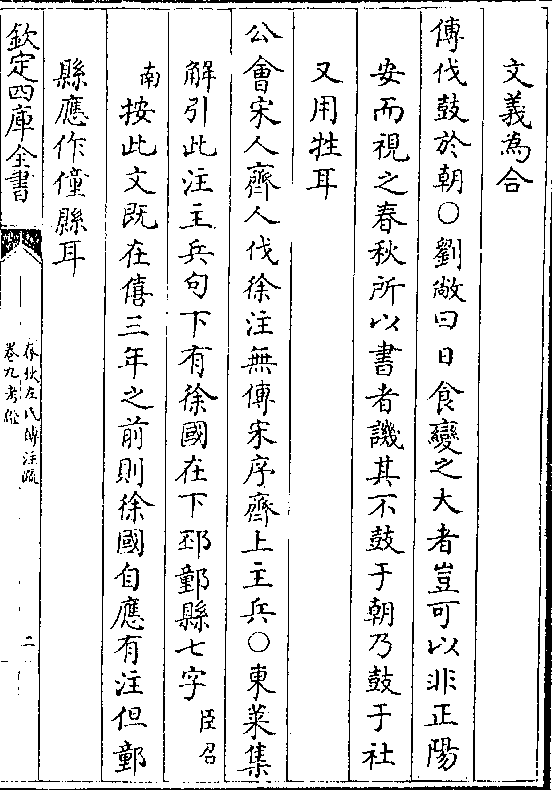 文義爲合
傳伐鼓於朝○劉敞曰日食變之大者豈可以非正陽
安而視之春秋所以書者譏其不鼓于朝乃鼓于社
又用牲耳
公會宋人齊人伐徐注無傳宋序齊上主兵○東萊集
解引此注主兵句下有徐國在下邳鄿縣七字臣召
南按此文既在僖三年之前則徐國自應有注但鄿
縣應作僮縣耳
欽定四庫全書
春秋左氏傳注疏
卷九考證
二